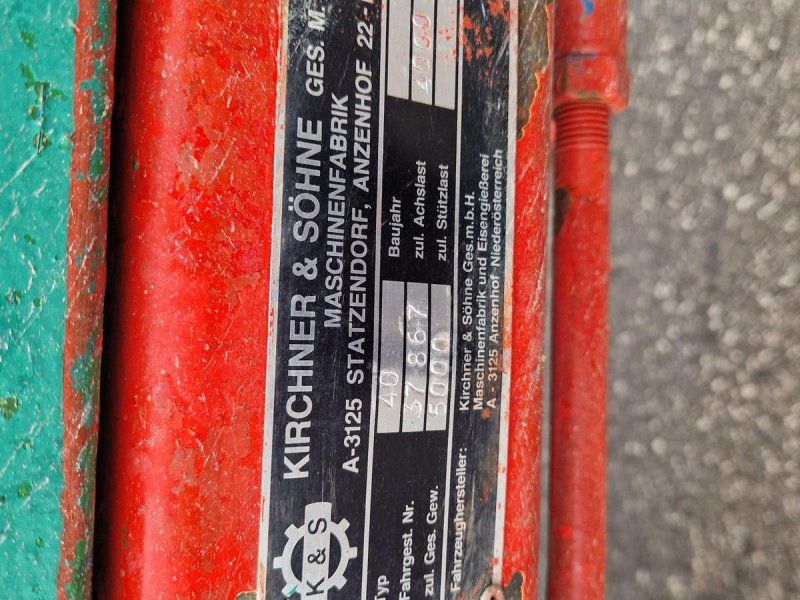 K & S
KIRCHNER & SÖHNE GES. M.
MASCHINENFABRIK
A-3125 STATZENDORF, ANZENHOF 22
Typ 40 Baujahr
Fahrgest. Nr. 37 867 zul. Achslast 4000
zul. Ges. Gew. 5000 zul. Stützlast
Fahrzeughersteller: Kirchner & Söhne Ges.m.b.H.
Maschinenfabrik und Eisengießerei
A - 3125 Anzenhof Niederösterreich